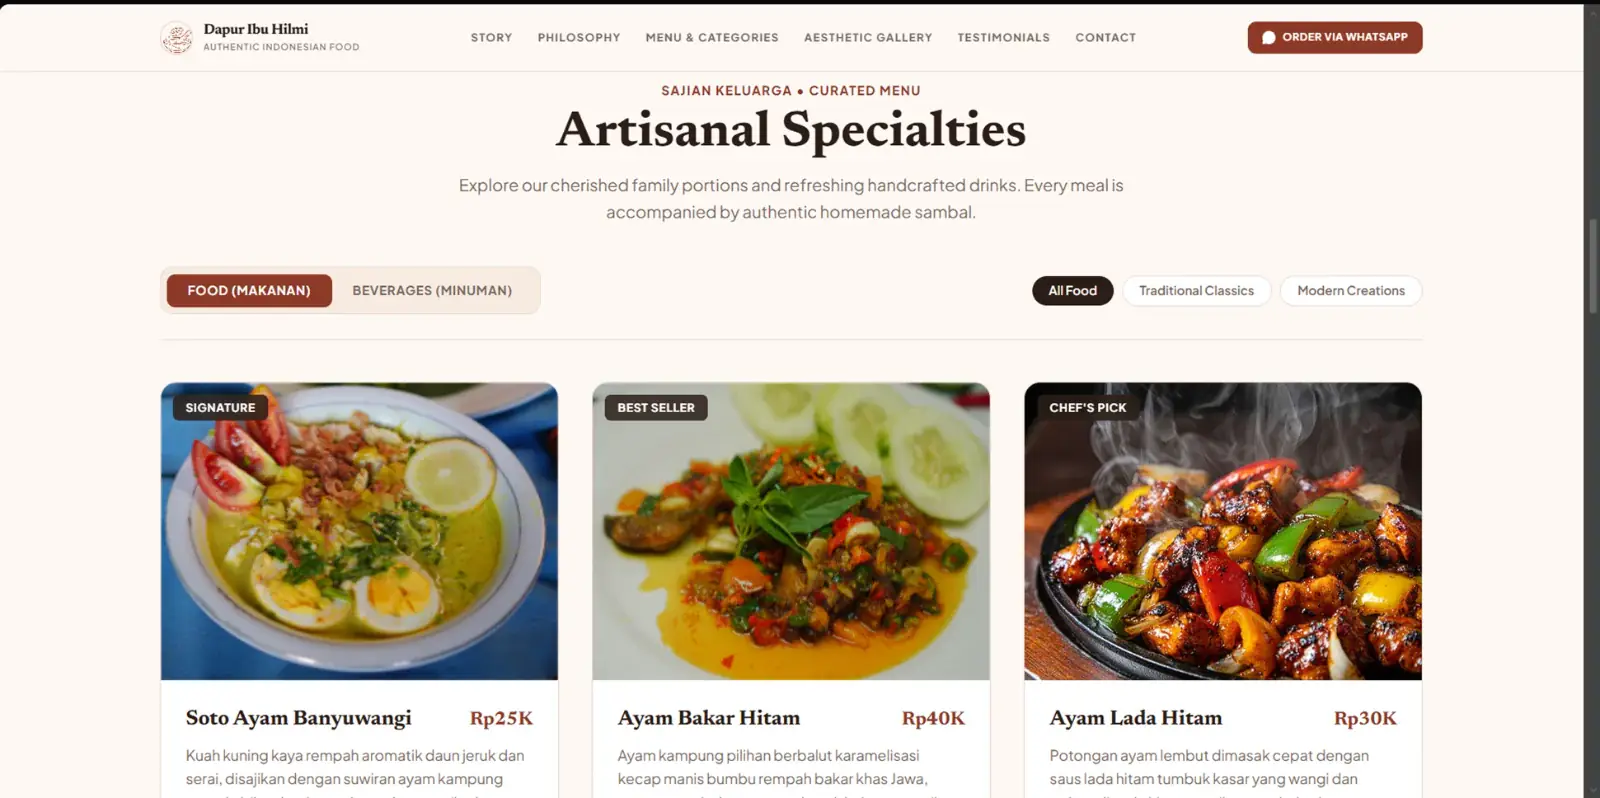 Dapur Ibu Hilmi
AUTHENTIC INDONESIAN FOOD
STORY
PHILOSOPHY
MENU & CATEGORIES
AESTHETIC GALLERY
TESTIMONIALS
CONTACT
ORDER VIA WHATSAPP
SAJIAN KELUARGA • CURATED MENU
Artisanal Specialties
Explore our cherished family portions and refreshing handcrafted drinks. Every meal is
accompanied by authentic homemade sambal.
FOOD (MAKANAN)
BEVERAGES (MINUMAN)
All Food
Traditional Classics
Modern Creations
SIGNATURE
Soto Ayam Banyuwangi
Rp25K
Kuah kuning kaya rempah aromatik daun jeruk dan
serai, disajikan dengan suwiran ayam kampung
BEST SELLER
Ayam Bakar Hitam
Rp40K
Ayam kampung pilihan berbalut karamelisasi
kecap manis bumbu rempah bakar khas Jawa,
CHEF'S PICK
Ayam Lada Hitam
Rp30K
Potongan ayam lembut dimasak cepat dengan
saus lada hitam tumbuk kasar yang wangi dan